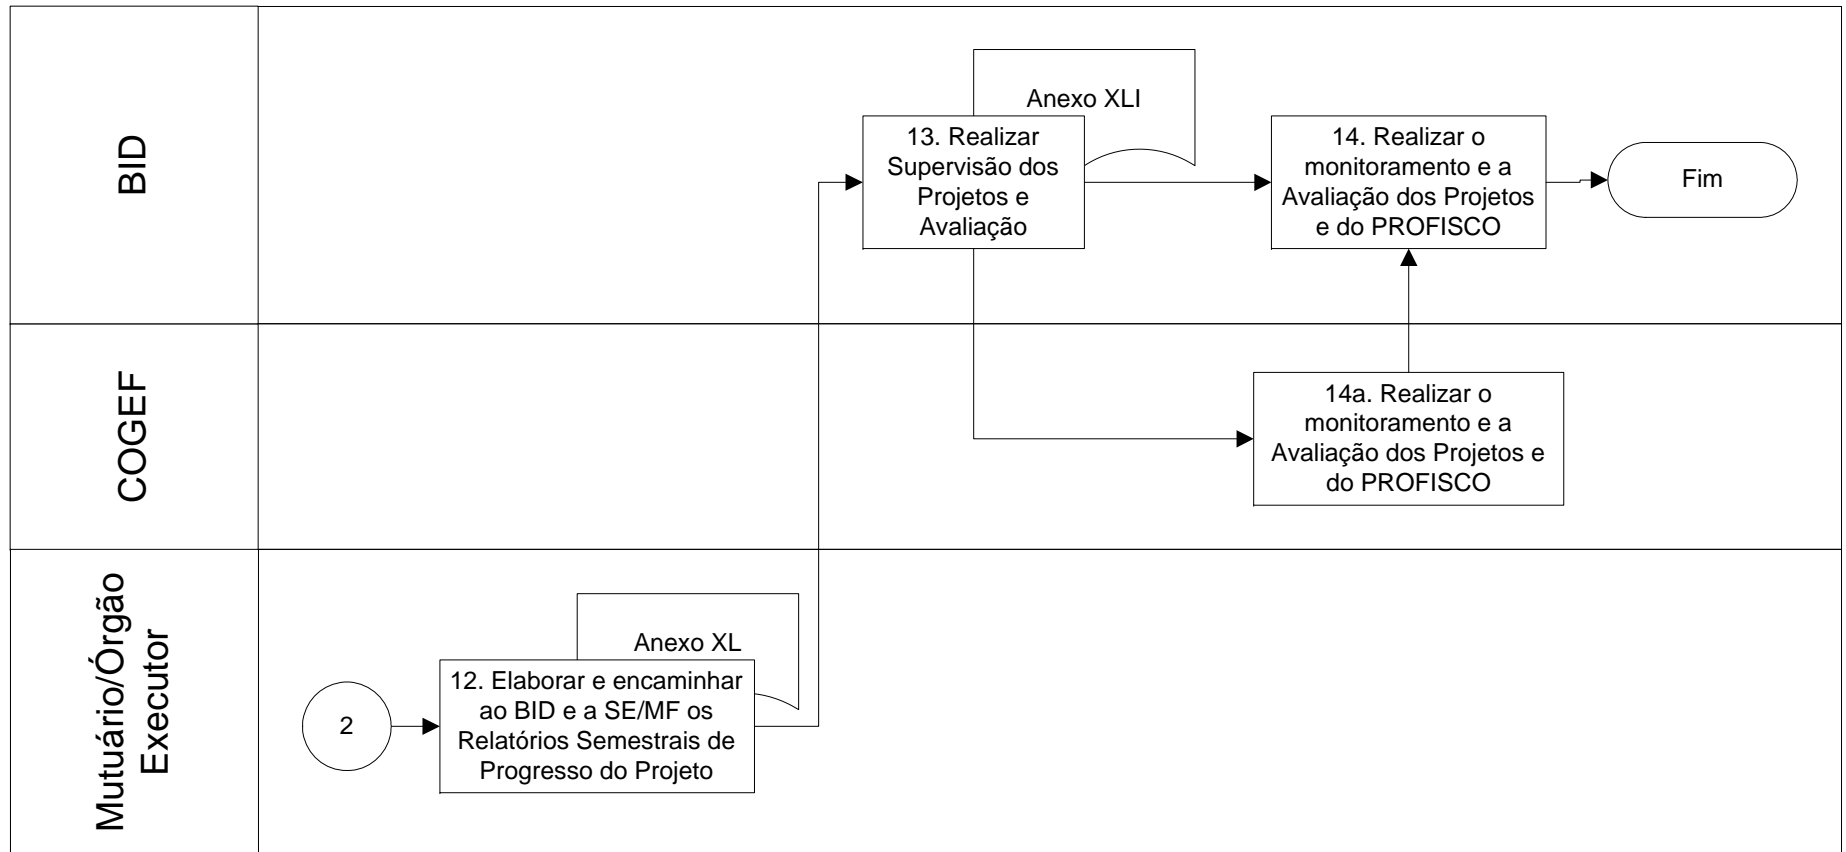 BID
Anexo XLI
13. Realizar
Supervisão dos
Projetos e
Avaliação
14. Realizar o
monitoramento e a
Avaliação dos Projetos
e do PROFISCO
Fim
COGEF
14a. Realizar o
monitoramento e a
Avaliação dos Projetos e
do PROFISCO
Mutuário/Órgão
Executor
2
Anexo XL
12. Elaborar e encaminhar
ao BID e a SE/MF os
Relatórios Semestrais de
Progresso do Projeto